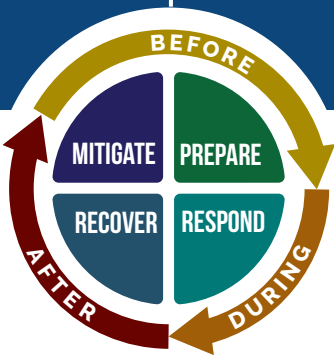 BEFORE
MITIGATE
PREPARE
RECOVER
RESPOND
AFTER
DURING